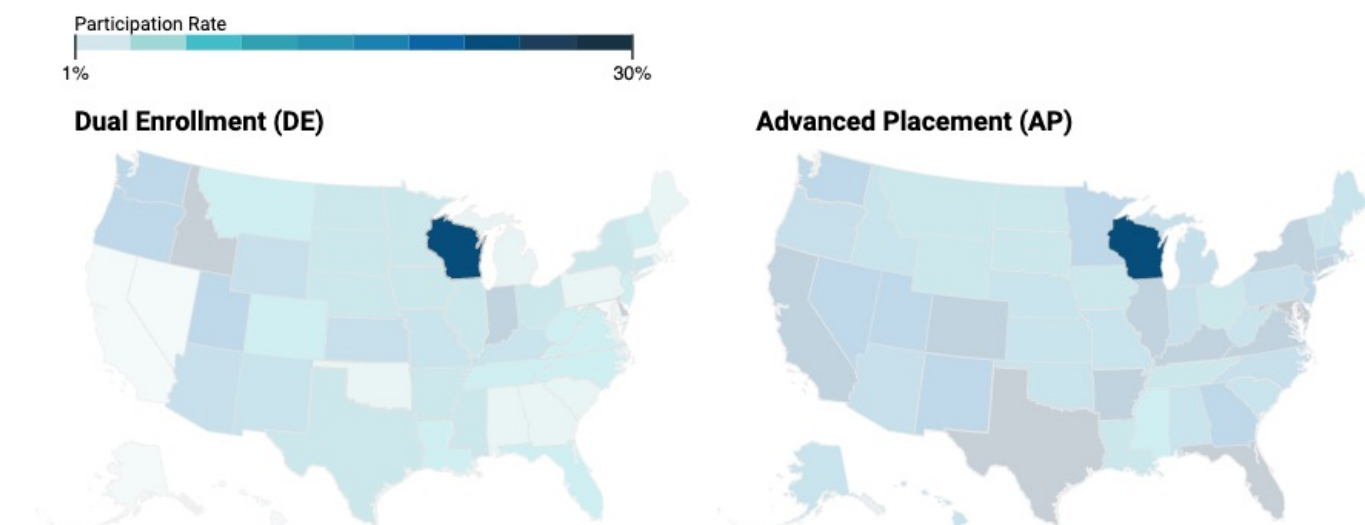 Participation Rate
1%
30%
Dual Enrollment (DE)
Advanced Placement (AP)